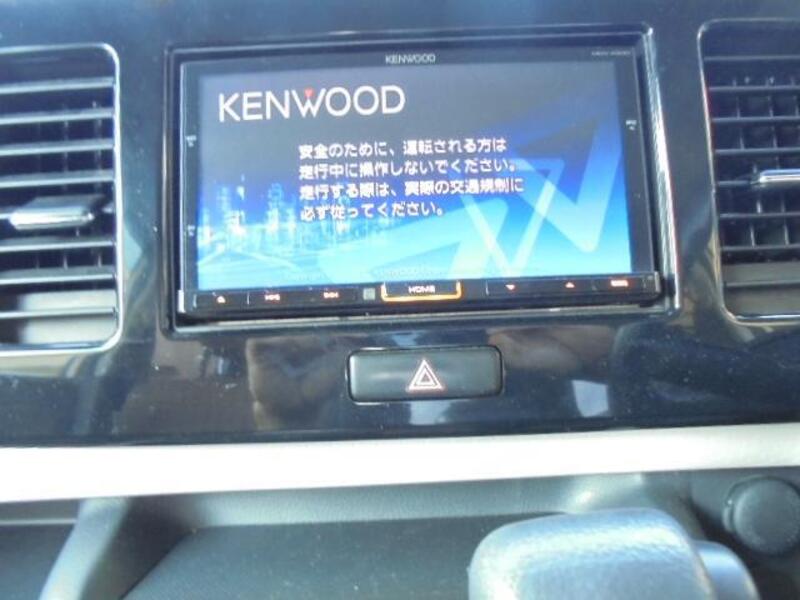 KENWOOD
KENWOOD
安全のために、運転される方は
走行中に操作しないでください。
走行する際は、実際の交通規制に
必ず従ってください。
HOME